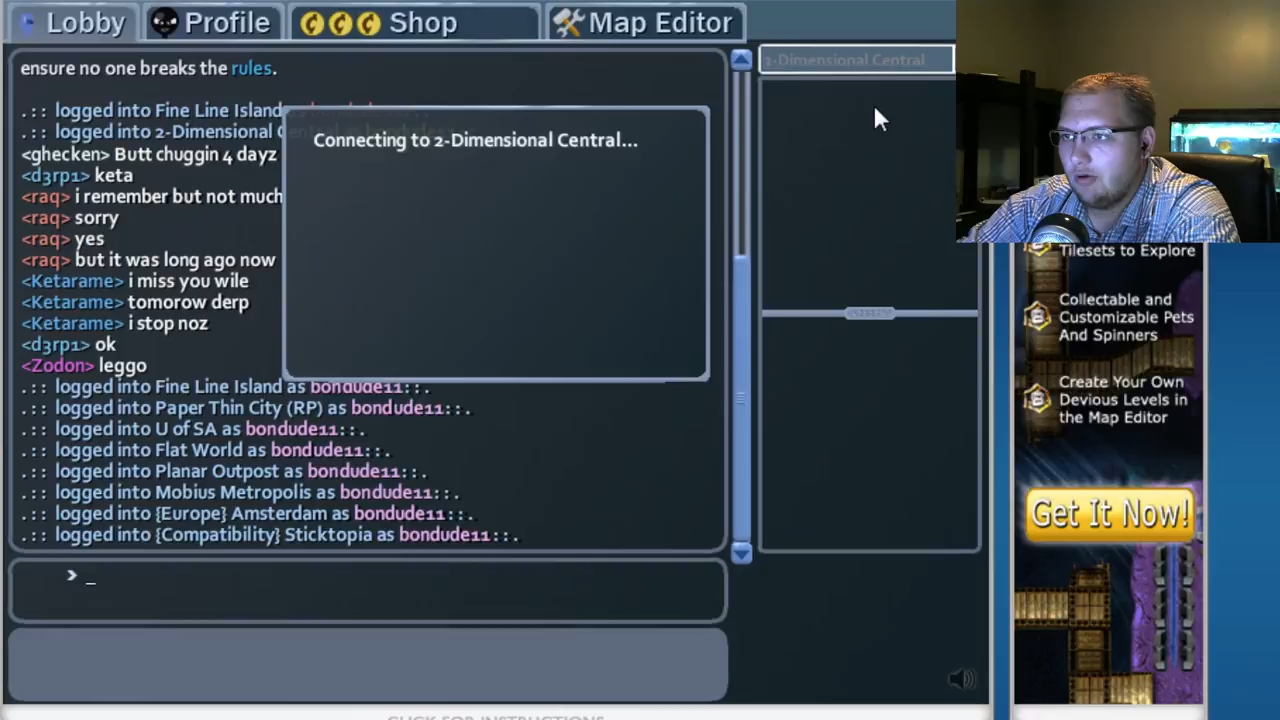 Lobby
Profile
Shop
Map Editor
ensure no one breaks the rules.
.:: logged into Fine Line Island
.:: logged into 2-Dimensional
<ghecken> Butt chuggin 4 dayz
<d3rp1> keta
<raq> i remember but not much
<raq> sorry
<raq> yes
<raq> but it was long ago now
<Ketarame> i miss you wile
<Ketarame> tomorow derp
<Ketarame> i stop noz
<d3rp1> ok
<Zodon> leggo
.:: logged into Fine Line Island as bondude11::.
.:: logged into Paper Thin City (RP) as bondude11::.
.:: logged into U of SA as bondude11::.
.:: logged into Flat World as bondude11::.
.:: logged into Planar Outpost as bondude11::.
.:: logged into Mobius Metropolis as bondude11::.
.:: logged into {Europe} Amsterdam as bondude11::.
.:: logged into {Compatibility} Sticktopia as bondude11::.
Connecting to 2-Dimensional Central...
> _
2-Dimensional Central
Tilesets to Explore
Collectable and
Customizable Pets
And Spinners
Create Your Own
Devious Levels in
the Map Editor
Get It Now!
CLICK FOR INSTRUCTIONS